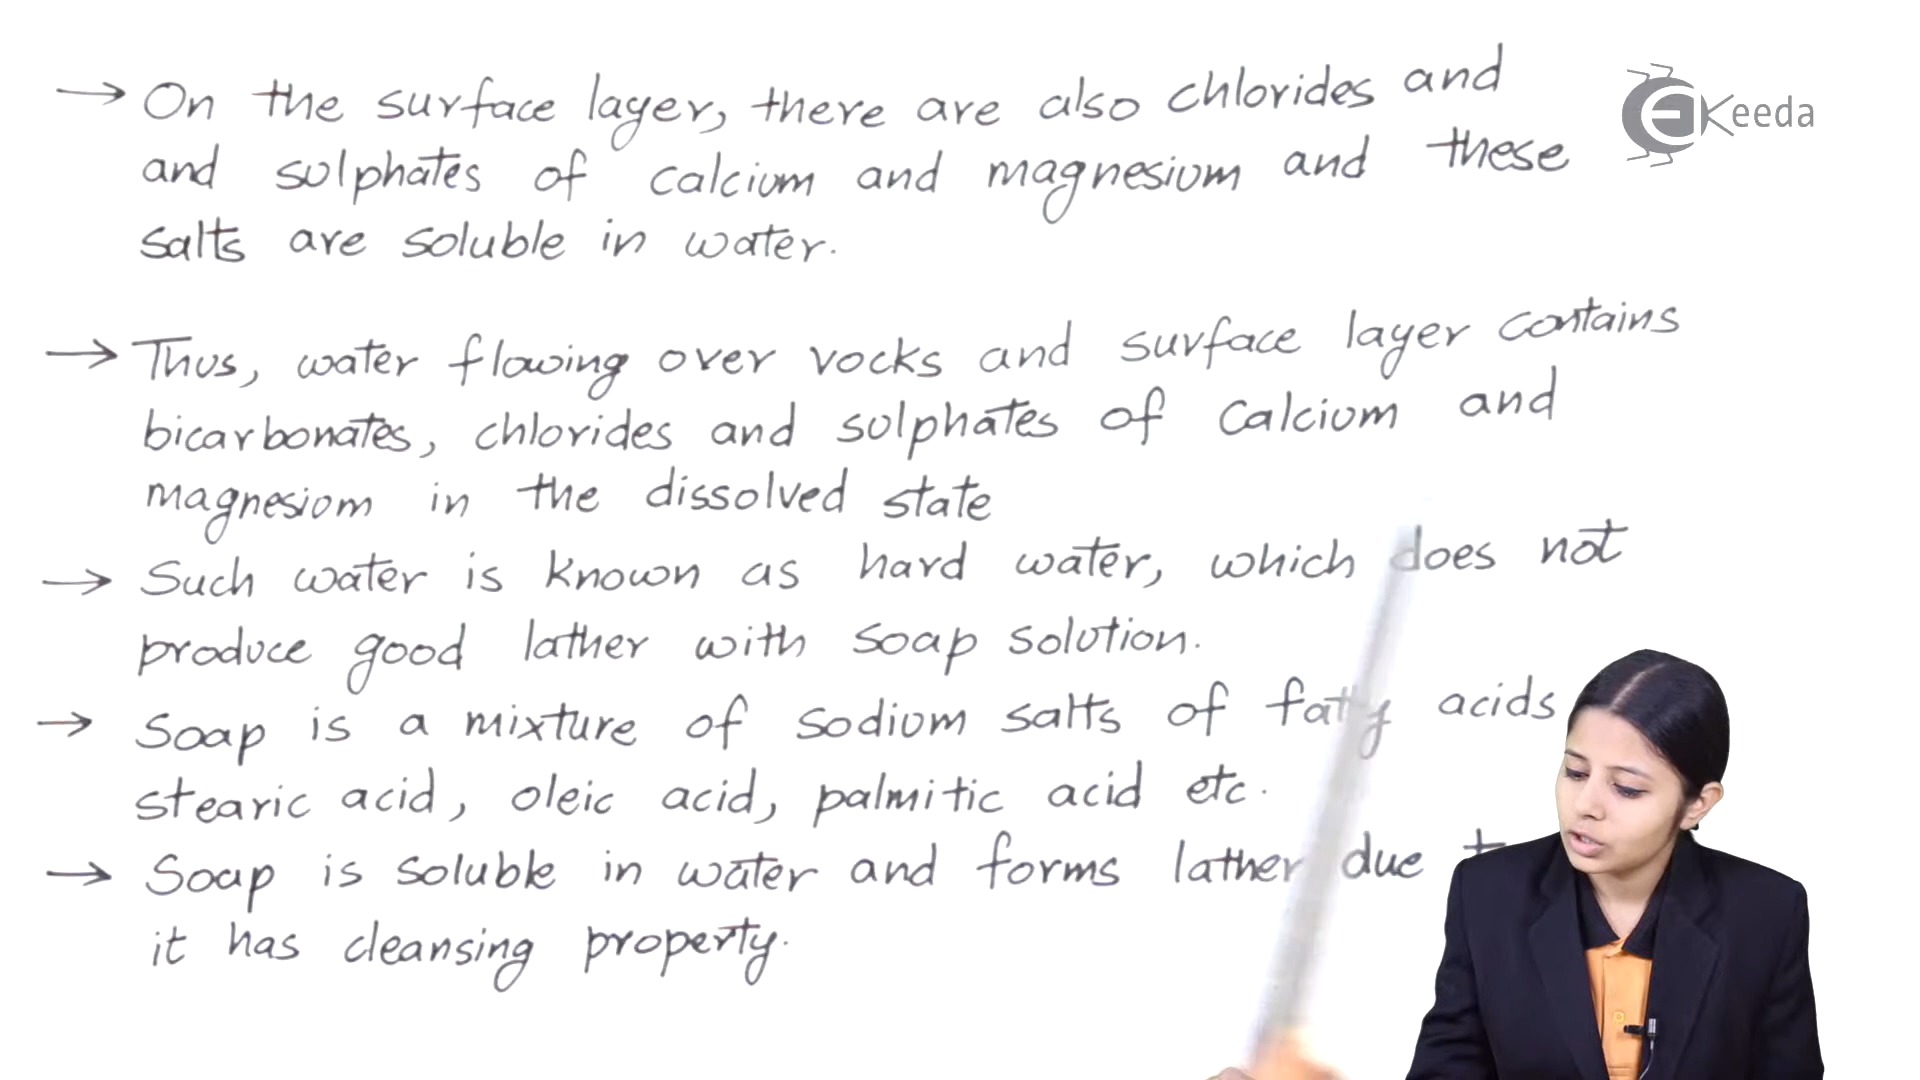 → On the surface layer, there are also chlorides and
and sulphates of calcium and magnesium and these
salts are soluble in water.
→ Thus, water flowing over rocks and surface layer contains
bicarbonates, chlorides and sulphates of calcium and
magnesiom in the dissolved state
→ Such water is known as hard water, which does not
produce good lather with soap solution.
→ Soap is a mixture of sodium salts of fatty acids
stearic acid, oleic acid, palmitic acid etc.
→ Soap is soluble in water and forms lather due
it has cleansing property.
EKeeda